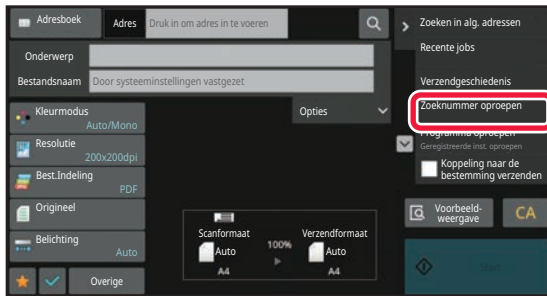 Adresboek
Adres
Druk in om adres in te voeren
Onderwerp
Bestandsnaam
Door systeeminstellingen vastgezet
Kleurmodus
Auto/Mono
Resolutie
200x200dpi
Best.Indeling
PDF
Origineel
Belichting
Auto
Overige
Opties
Scanformaat
Auto
A4
100%
Verzendformaat
Auto
A4
Zoeken in alg. adressen
Recente jobs
Verzendgeschiedenis
Zoeknummer oproepen
Programma oproepen
Geregistreerde inst. oproepen
Koppeling naar de
bestemming verzenden
Voorbeeld-
weergave
CA
Start